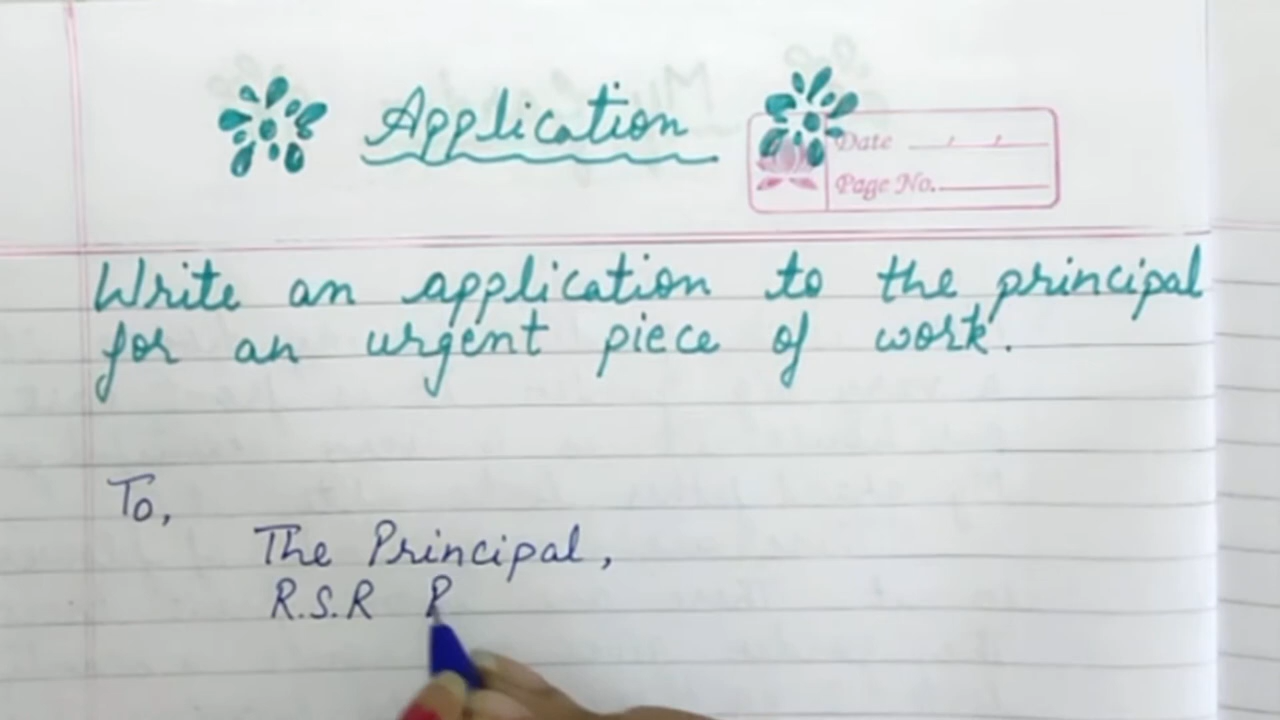 Application
Date
Page No.
Write an application to the principal
for an urgent piece of work.
To,
The Principal,
R.S.R P